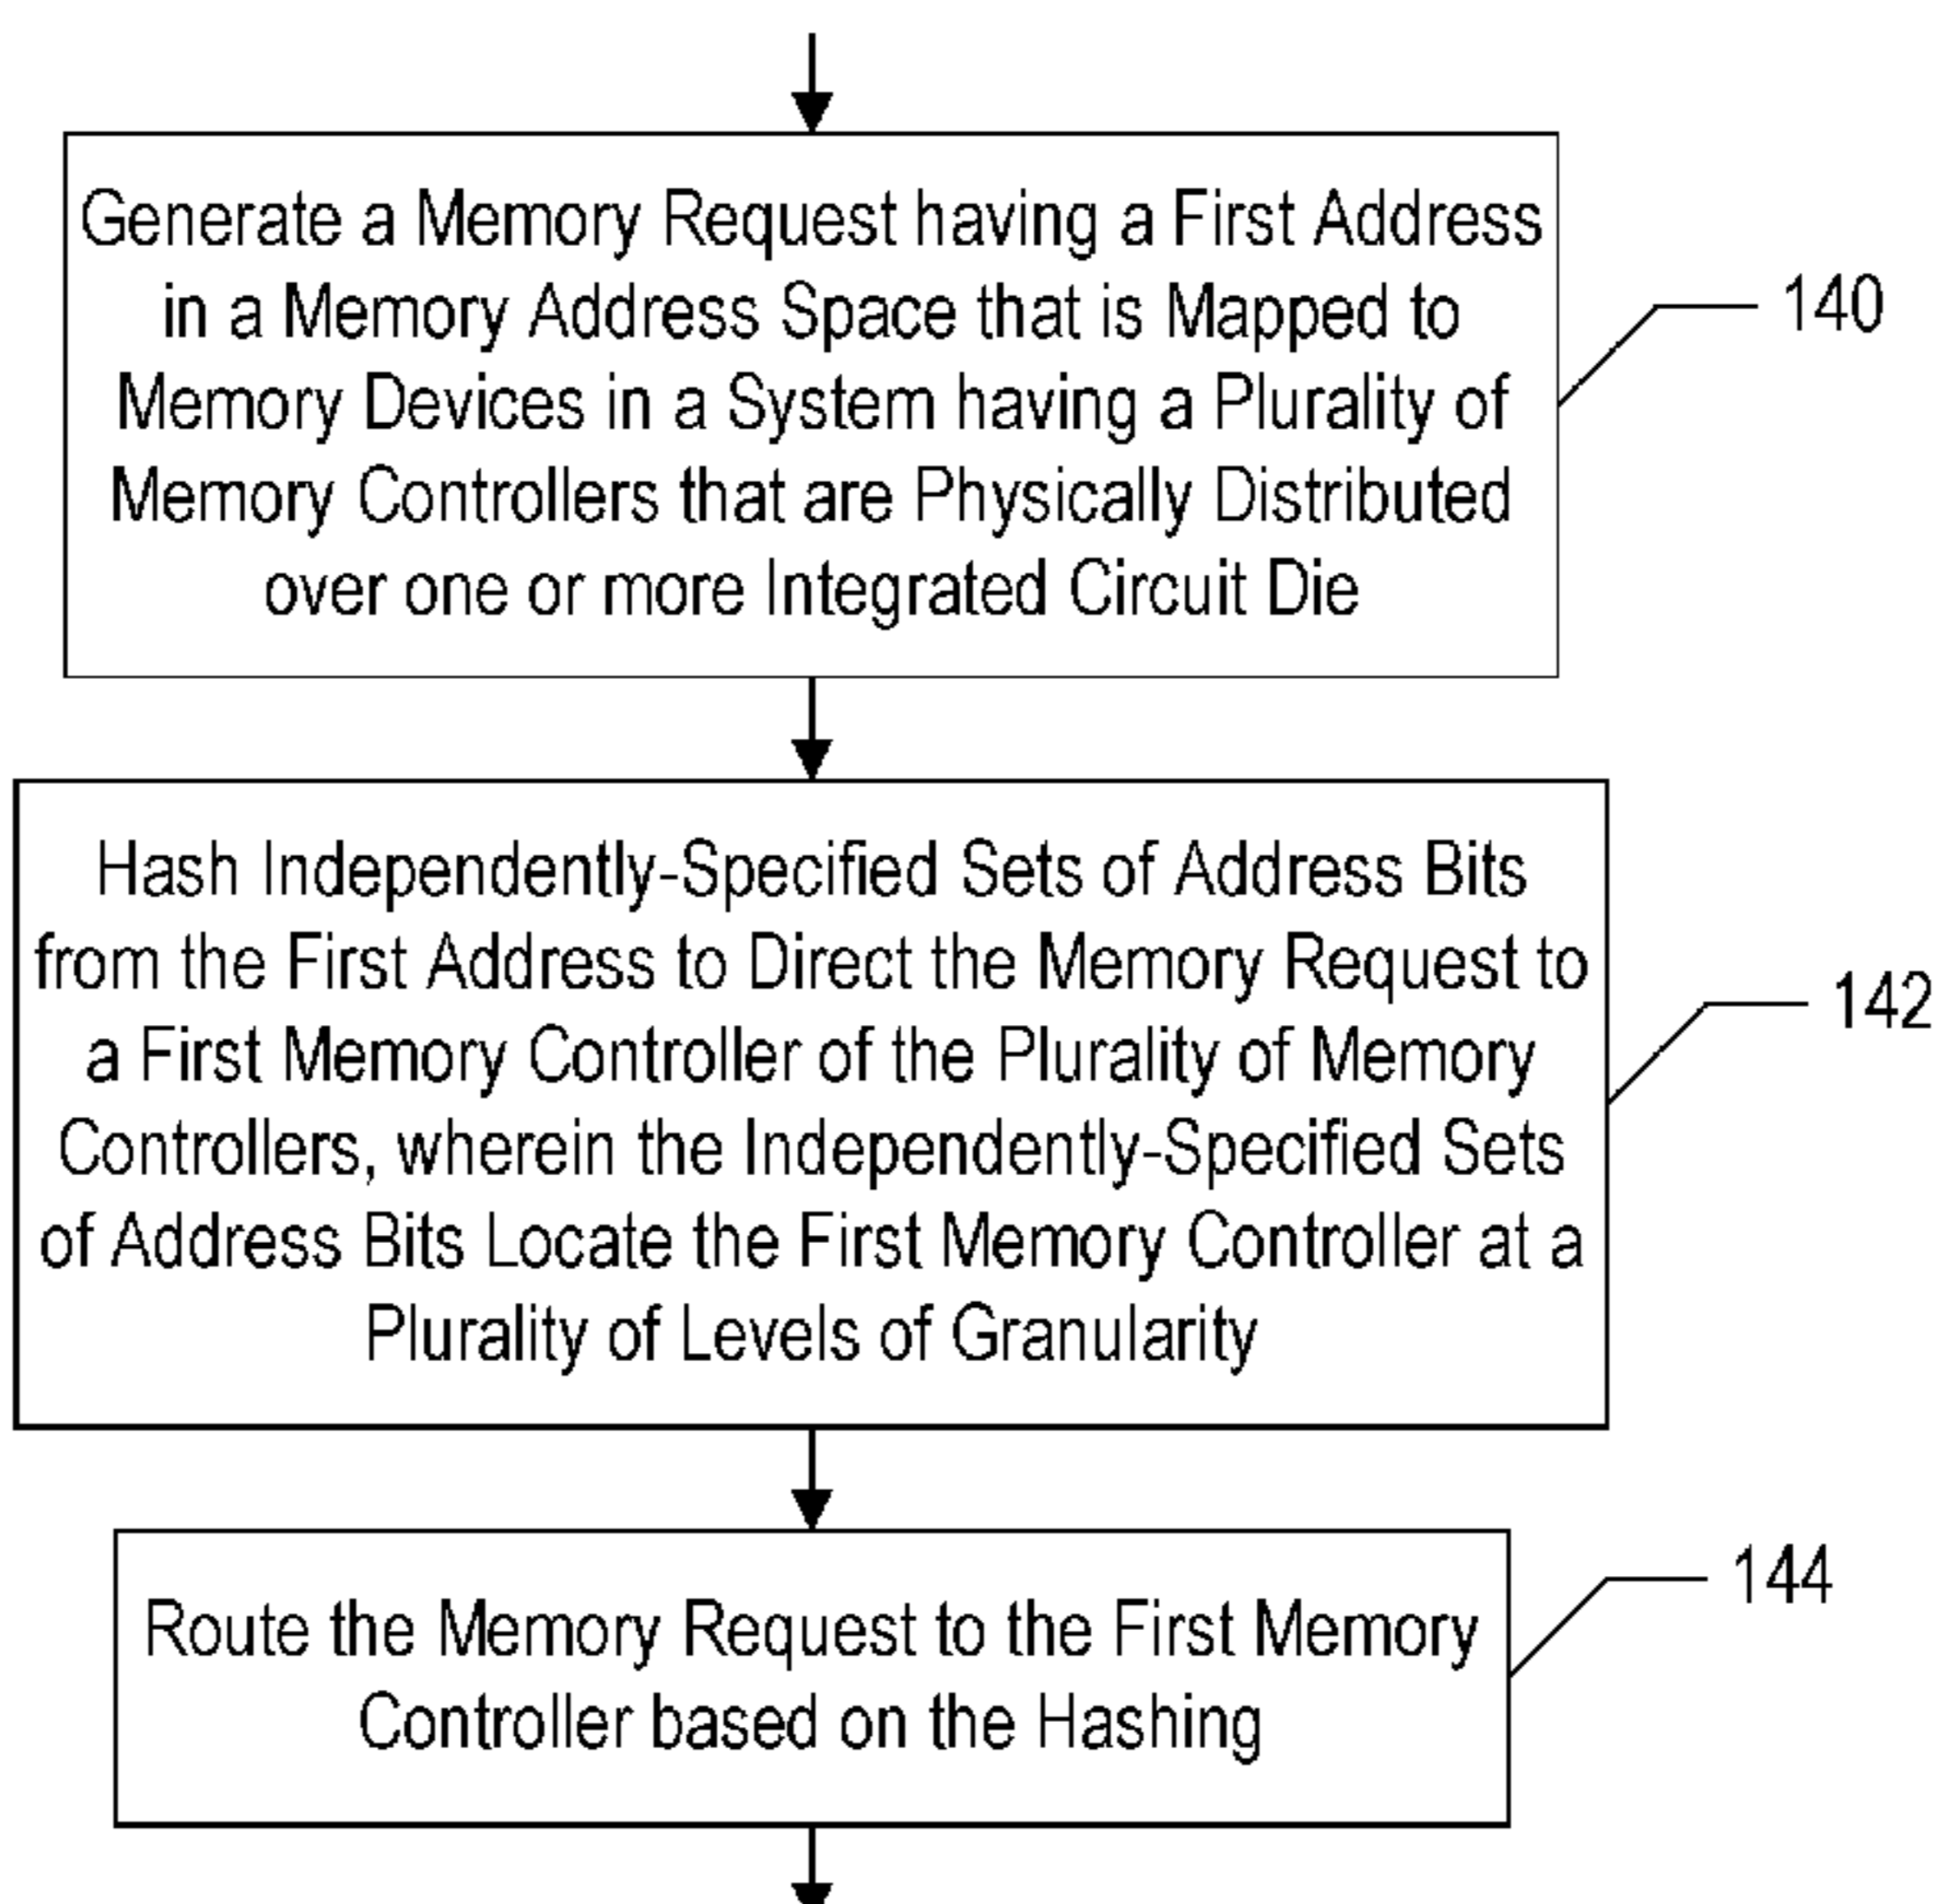 Generate a Memory Request having a First Address
in a Memory Address Space that is Mapped to
Memory Devices in a System having a Plurality of
Memory Controllers that are Physically Distributed
over one or more Integrated Circuit Die
140
Hash Independently-Specified Sets of Address Bits
from the First Address to Direct the Memory Request to
a First Memory Controller of the Plurality of Memory
Controllers, wherein the Independently-Specified Sets
of Address Bits Locate the First Memory Controller at a
Plurality of Levels of Granularity
142
Route the Memory Request to the First Memory
Controller based on the Hashing
144